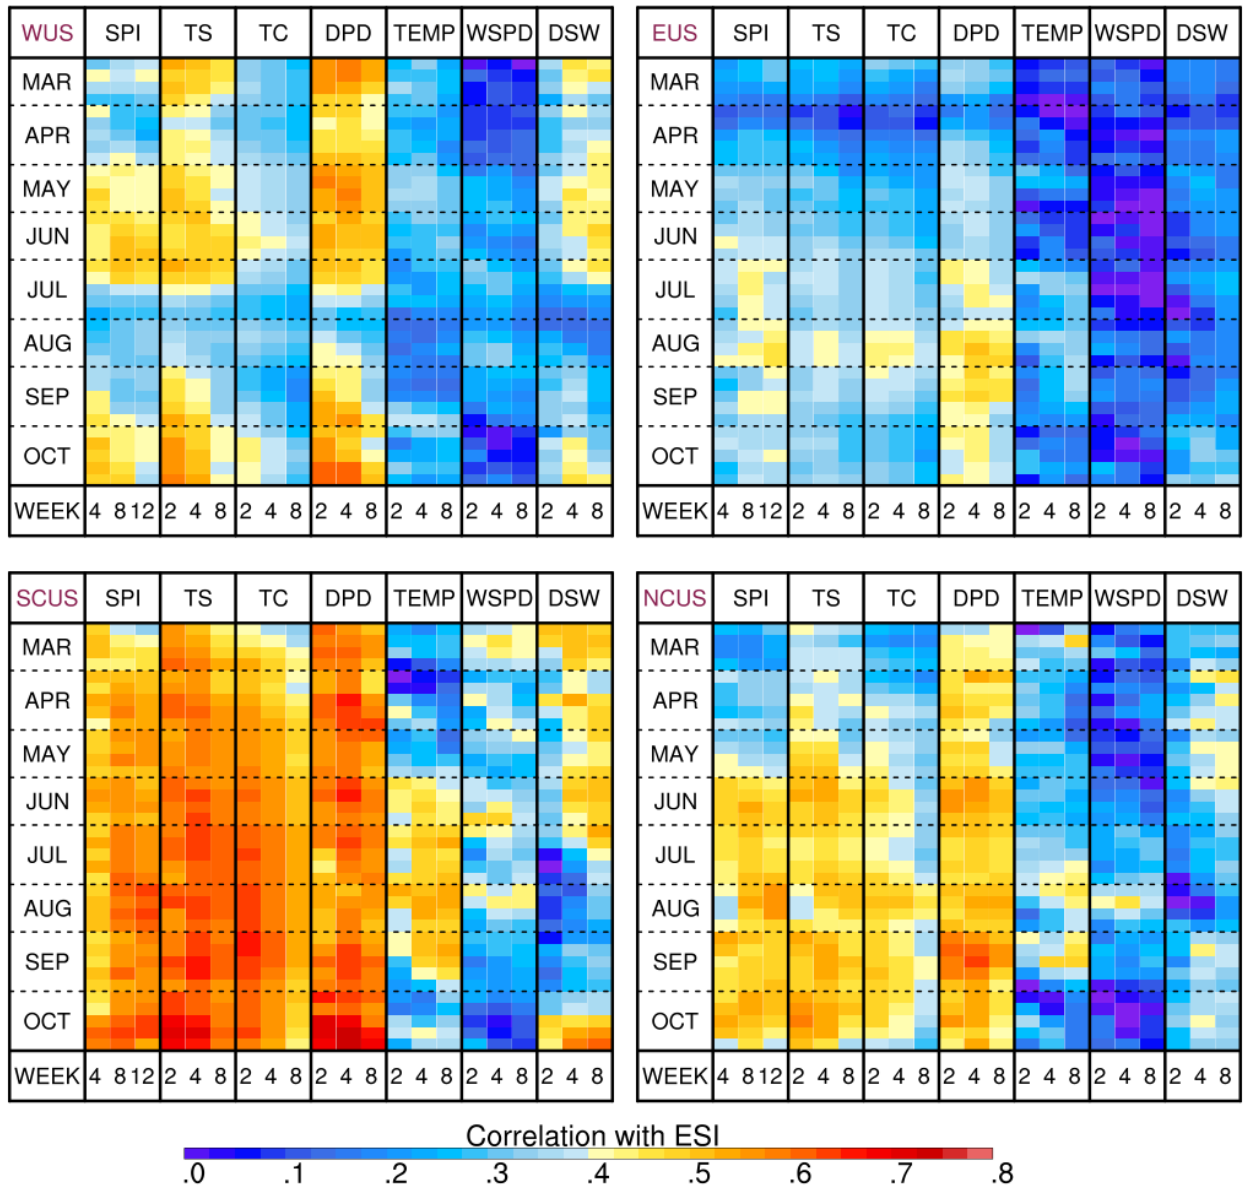 WUS SPI TS TC DPD TEMP WSPD DSW
MAR
APR
MAY
JUN
JUL
AUG
SEP
OCT
WEEK 4 8 12 2 4 8 2 4 8 2 4 8 2 4 8 2 4 8 2 4 8
EUS SPI TS TC DPD TEMP WSPD DSW
MAR
APR
MAY
JUN
JUL
AUG
SEP
OCT
WEEK 4 8 12 2 4 8 2 4 8 2 4 8 2 4 8 2 4 8 2 4 8
SCUS SPI TS TC DPD TEMP WSPD DSW
MAR
APR
MAY
JUN
JUL
AUG
SEP
OCT
WEEK 4 8 12 2 4 8 2 4 8 2 4 8 2 4 8 2 4 8 2 4 8
NCUS SPI TS TC DPD TEMP WSPD DSW
MAR
APR
MAY
JUN
JUL
AUG
SEP
OCT
WEEK 4 8 12 2 4 8 2 4 8 2 4 8 2 4 8 2 4 8 2 4 8
Correlation with ESI
.0 .1 .2 .3 .4 .5 .6 .7 .8